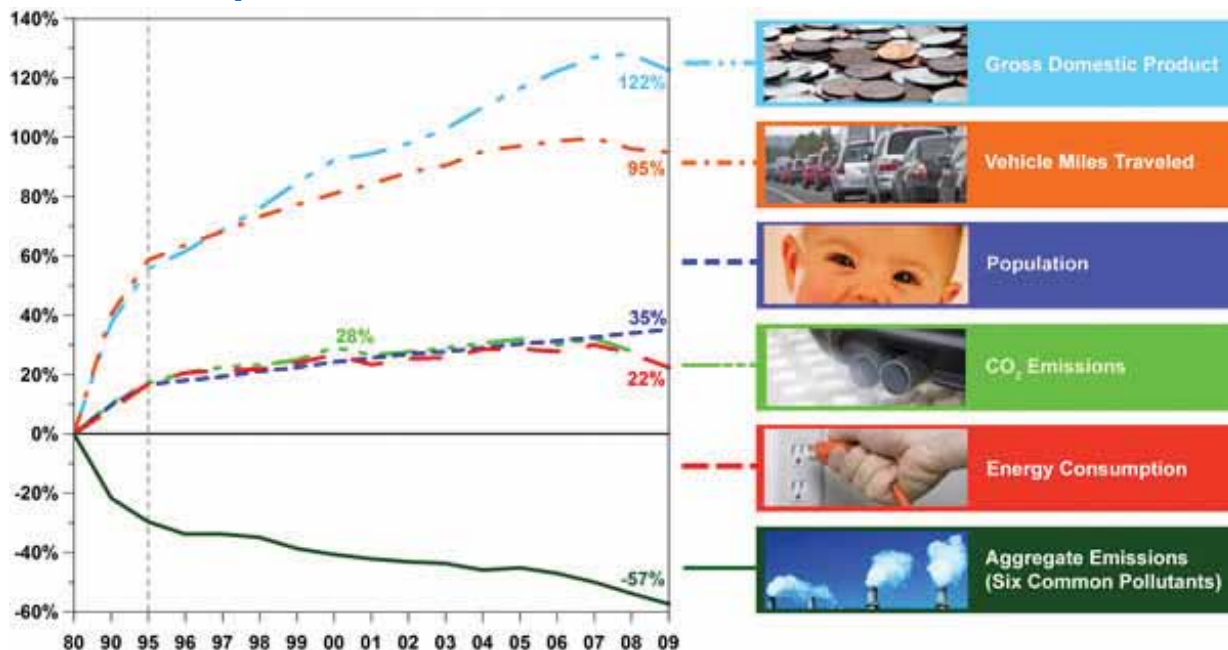 140%
120%
100%
80%
60%
40%
20%
0%
-20%
-40%
-60%
122%
95%
28%
35%
22%
-57%
80 90 95 96 97 98 99 00 01 02 03 04 05 06 07 08 09
Gross Domestic Product
Vehicle Miles Traveled
Population
CO₂ Emissions
Energy Consumption
Aggregate Emissions
(Six Common Pollutants)